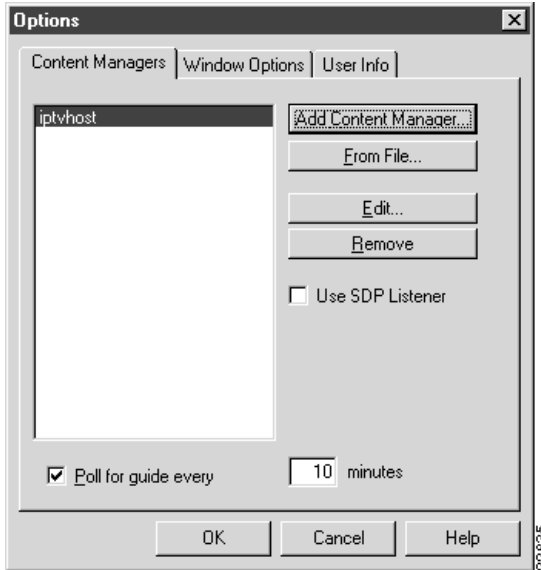 Options
Content Managers
Window Options
User Info
iptvhost
Add Content Manager...
From File...
Edit...
Remove
Use SDP Listener
Poll for guide every
10 minutes
OK
Cancel
Help